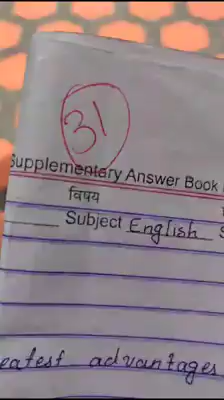 31
Supplementary Answer Book
विषय
Subject English S
eatest advantages